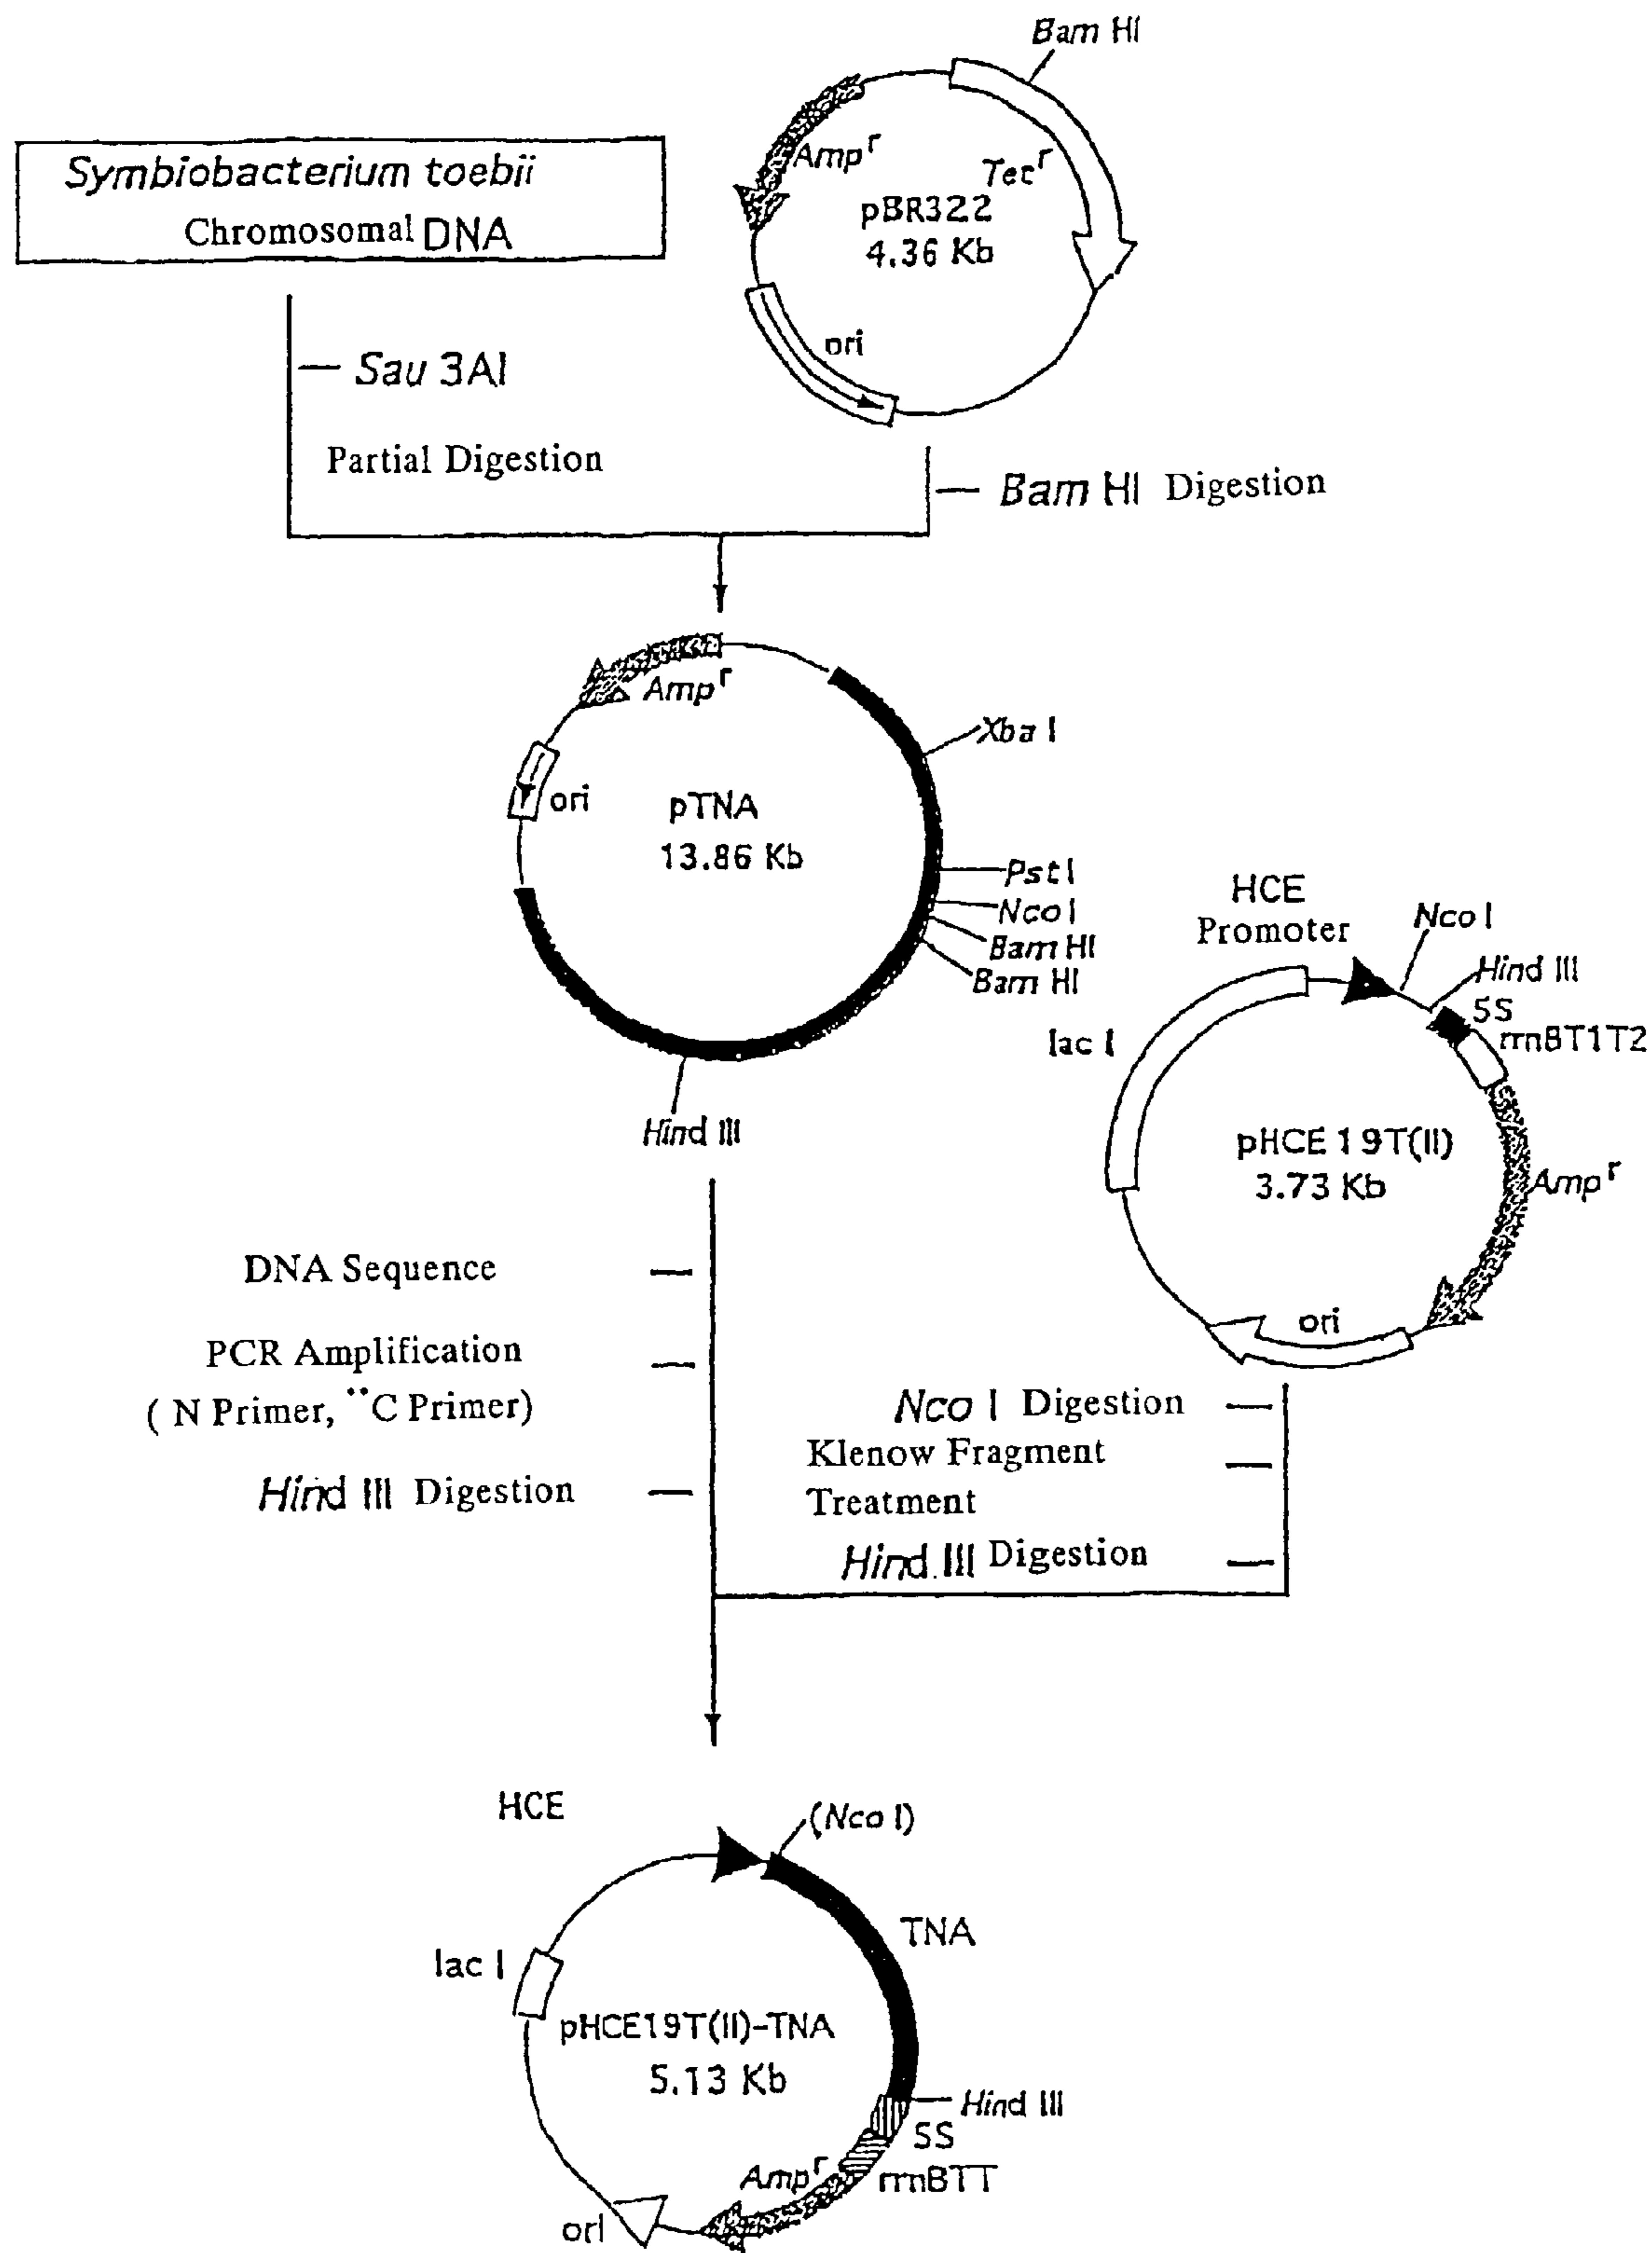 Bam HI
Symbiobacterium toebii
Chromosomal DNA
Amp r
Tec r
pBR322
4.36 Kb
ori
Sau 3AI
Partial Digestion
Bam HI Digestion
Amp r
Xba I
ori
pTNA
13.86 Kb
Pst I
Nco I
Bam HI
Bam HI
Hind III
HCE
Promoter
Nco I
Hind III
5S
rrnBT1T2
lac I
pHCE19T(II)
3.73 Kb
Amp r
ori
DNA Sequence
PCR Amplification
( N Primer, C Primer)
Hind III Digestion
Nco I Digestion
Klenow Fragment
Treatment
Hind III Digestion
HCE
(Nco I)
TNA
lac I
pHCE19T(II)-TNA
5.13 Kb
Hind III
5S
rrnBTT
Amp r
ori